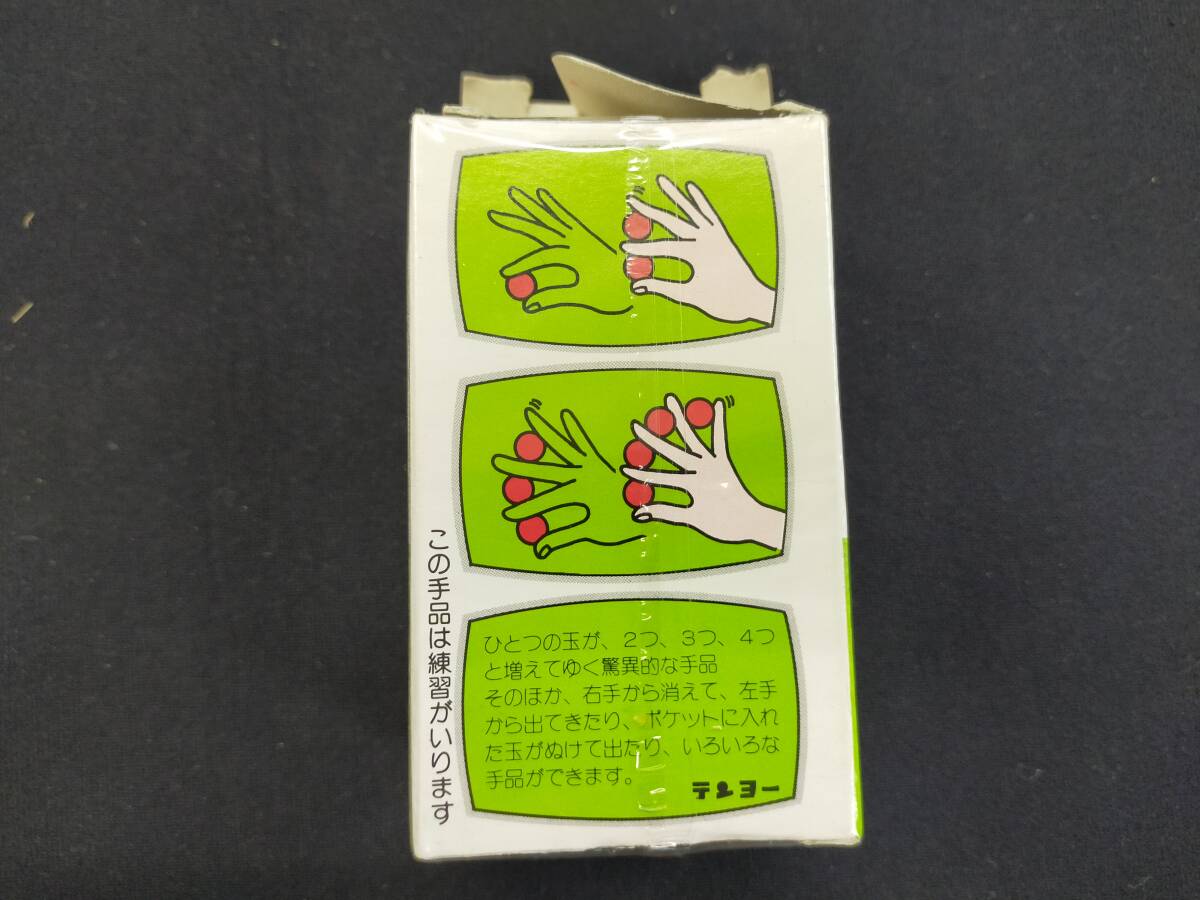 ひとつの玉が、2つ、3つ、4つ
と増えてゆく驚異的な手品
そのほか、右手から消えて、左手
から出てきたり、ポケットに入れ
た玉がぬけて出たり、いろいろな
手品ができます。
テンヨー
この手品は練習がいります